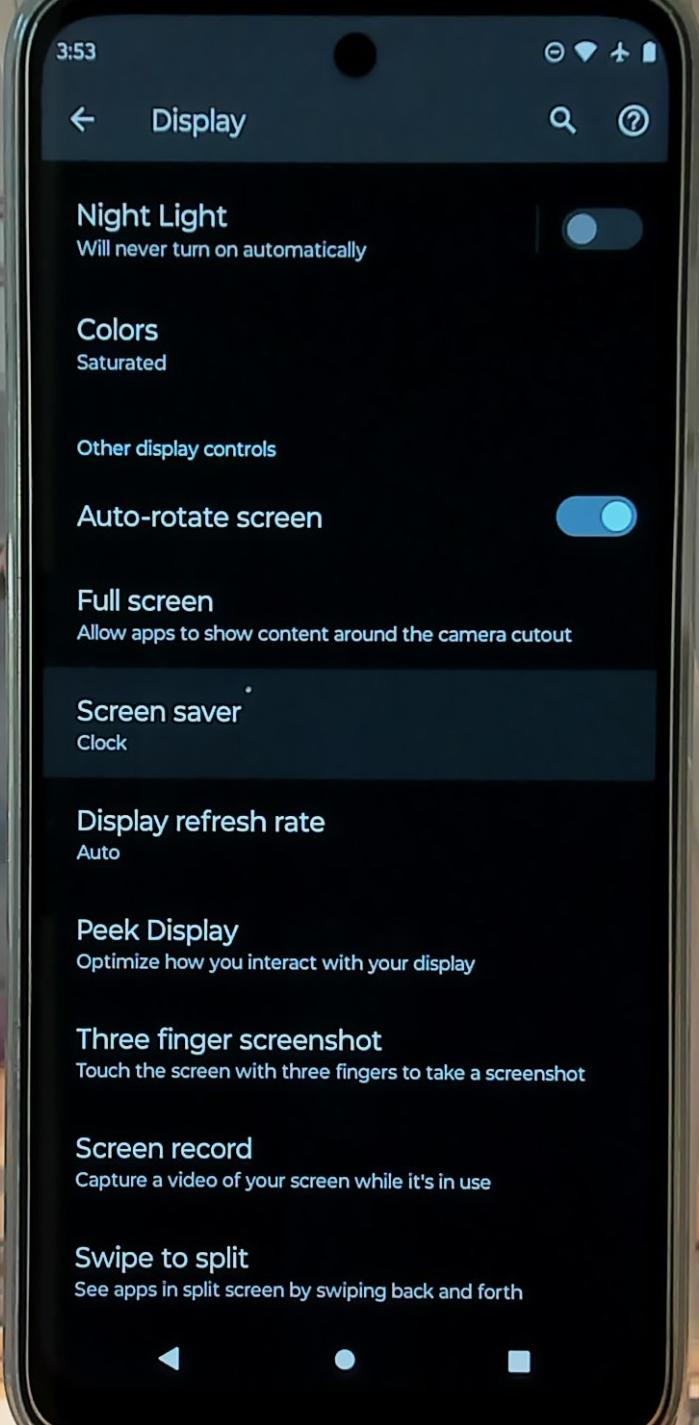 3:53
Display
Night Light
Will never turn on automatically
Colors
Saturated
Other display controls
Auto-rotate screen
Full screen
Allow apps to show content around the camera cutout
Screen saver
Clock
Display refresh rate
Auto
Peek Display
Optimize how you interact with your display
Three finger screenshot
Touch the screen with three fingers to take a screenshot
Screen record
Capture a video of your screen while it's in use
Swipe to split
See apps in split screen by swiping back and forth